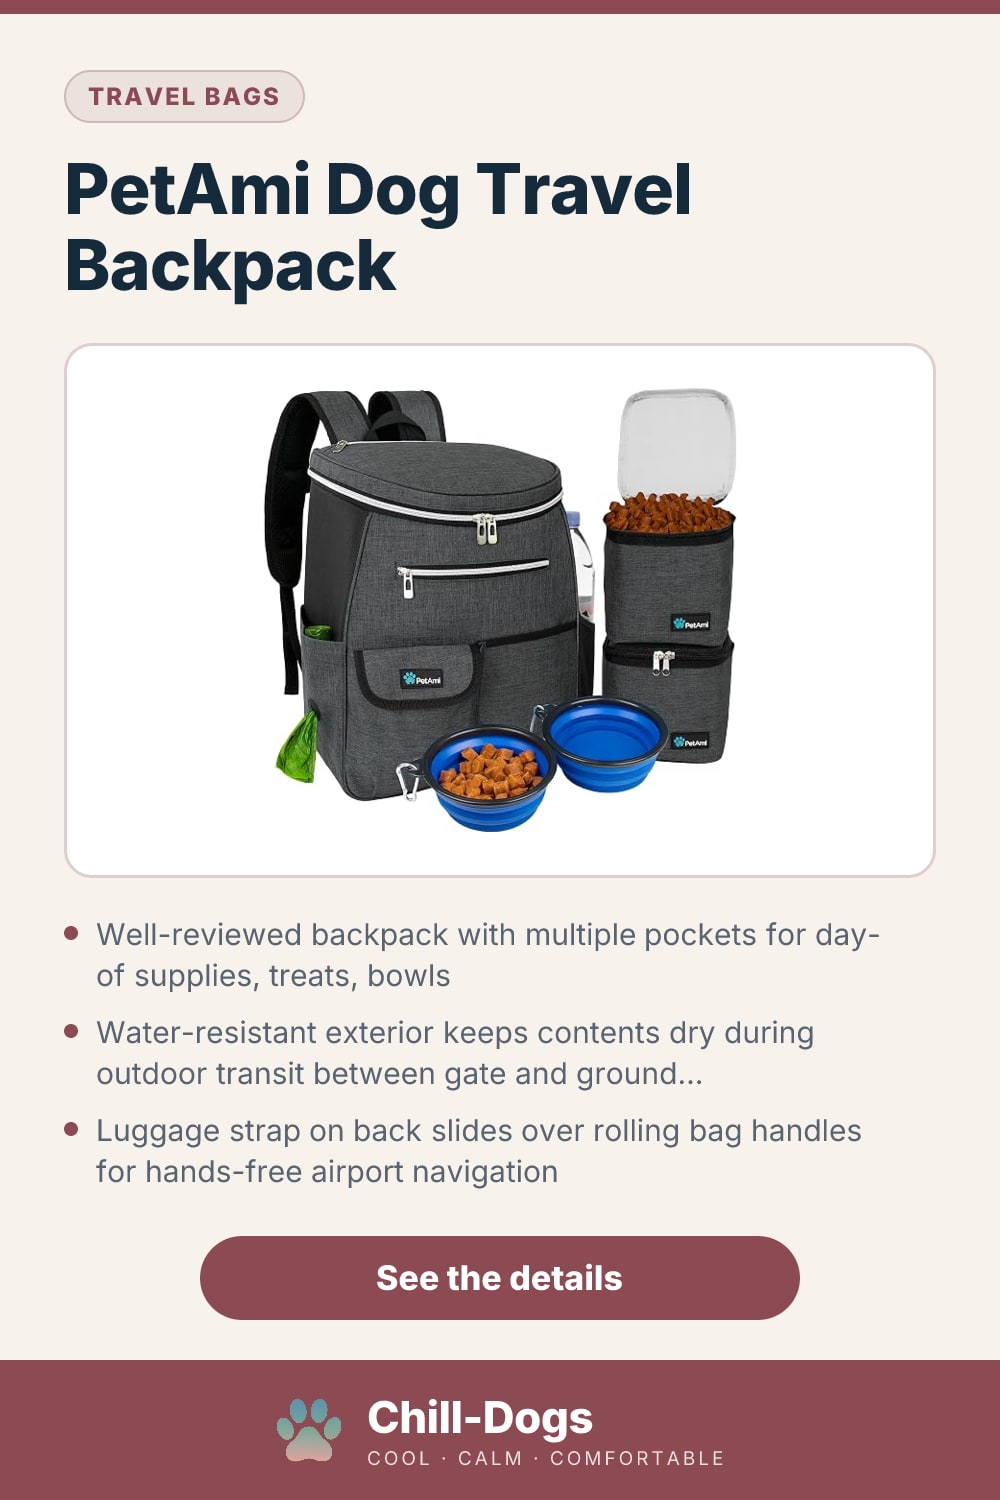 TRAVEL BAGS
PetAmi Dog Travel
Backpack
PetAmi
PetAmi
PetAmi
Well-reviewed backpack with multiple pockets for day-
of supplies, treats, bowls
Water-resistant exterior keeps contents dry during
outdoor transit between gate and ground...
Luggage strap on back slides over rolling bag handles
for hands-free airport navigation
See the details
Chill-Dogs
COOL · CALM · COMFORTABLE